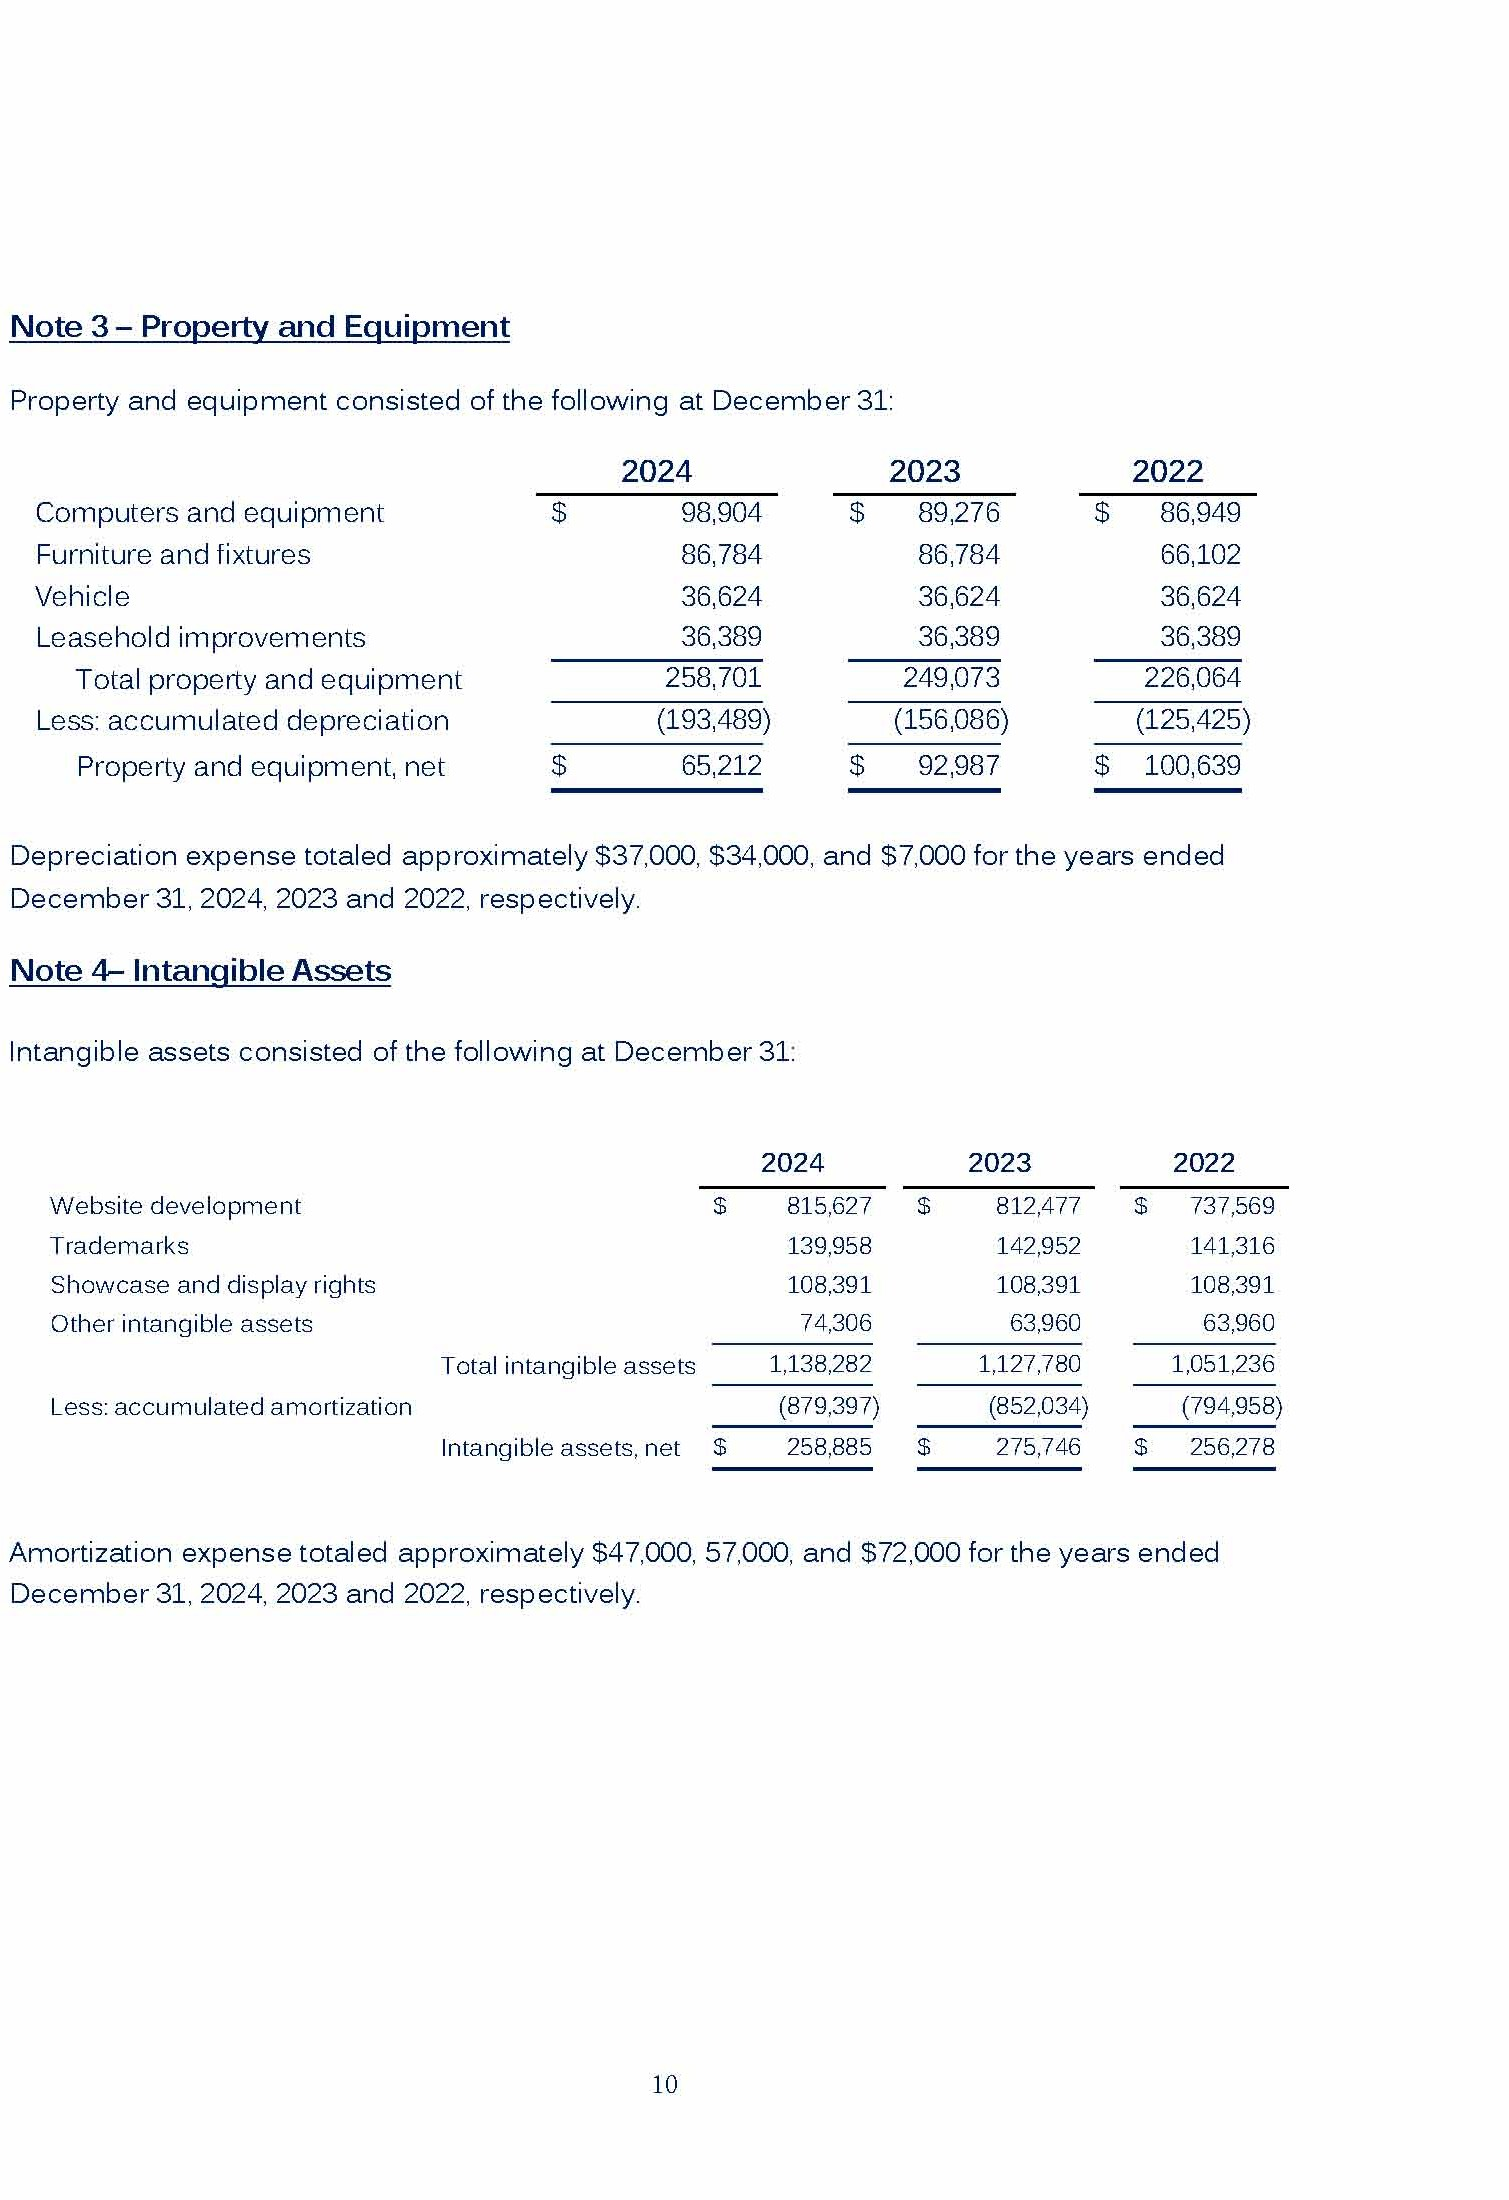 Note 3 – Property and Equipment
Property and equipment consisted of the following at December 31:
2024 2023 2022
Computers and equipment $ 98,904 $ 89,276 $ 86,949
Furniture and fixtures 86,784 86,784 66,102
Vehicle 36,624 36,624 36,624
Leasehold improvements 36,389 36,389 36,389
Total property and equipment 258,701 249,073 226,064
Less: accumulated depreciation (193,489) (156,086) (125,425)
Property and equipment, net $ 65,212 $ 92,987 $ 100,639
Depreciation expense totaled approximately $37,000, $34,000, and $7,000 for the years ended
December 31, 2024, 2023 and 2022, respectively.
Note 4– Intangible Assets
Intangible assets consisted of the following at December 31:
2024 2023 2022
Website development $ 815,627 $ 812,477 $ 737,569
Trademarks 139,958 142,952 141,316
Showcase and display rights 108,391 108,391 108,391
Other intangible assets 74,306 63,960 63,960
Total intangible assets 1,138,282 1,127,780 1,051,236
Less: accumulated amortization (879,397) (852,034) (794,958)
Intangible assets, net $ 258,885 $ 275,746 $ 256,278
Amortization expense totaled approximately $47,000, 57,000, and $72,000 for the years ended
December 31, 2024, 2023 and 2022, respectively.
10